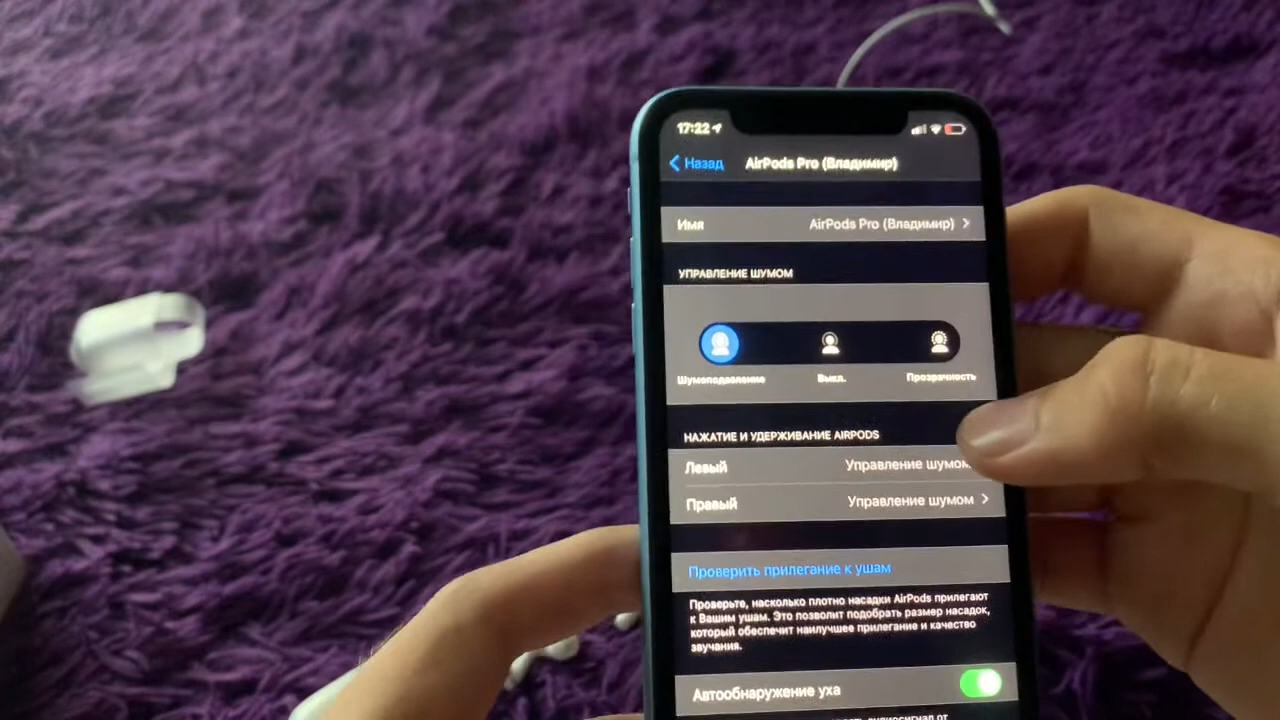 17:22
Назад AirPods Pro (Владимир)
Имя AirPods Pro (Владимир)
УПРАВЛЕНИЕ ШУМОМ
Шумоподавление Выкл. Прозрачность
НАЖАТИЕ И УДЕРЖИВАНИЕ AIRPODS
Левый Управление шумом
Правый Управление шумом
Проверить прилегание к ушам
Проверьте, насколько плотно насадки AirPods прилегают
к Вашим ушам. Это позволит подобрать размер насадок,
который обеспечит наилучшее прилегание и качество
звучания.
Автообнаружение уха
аудиосигнал от